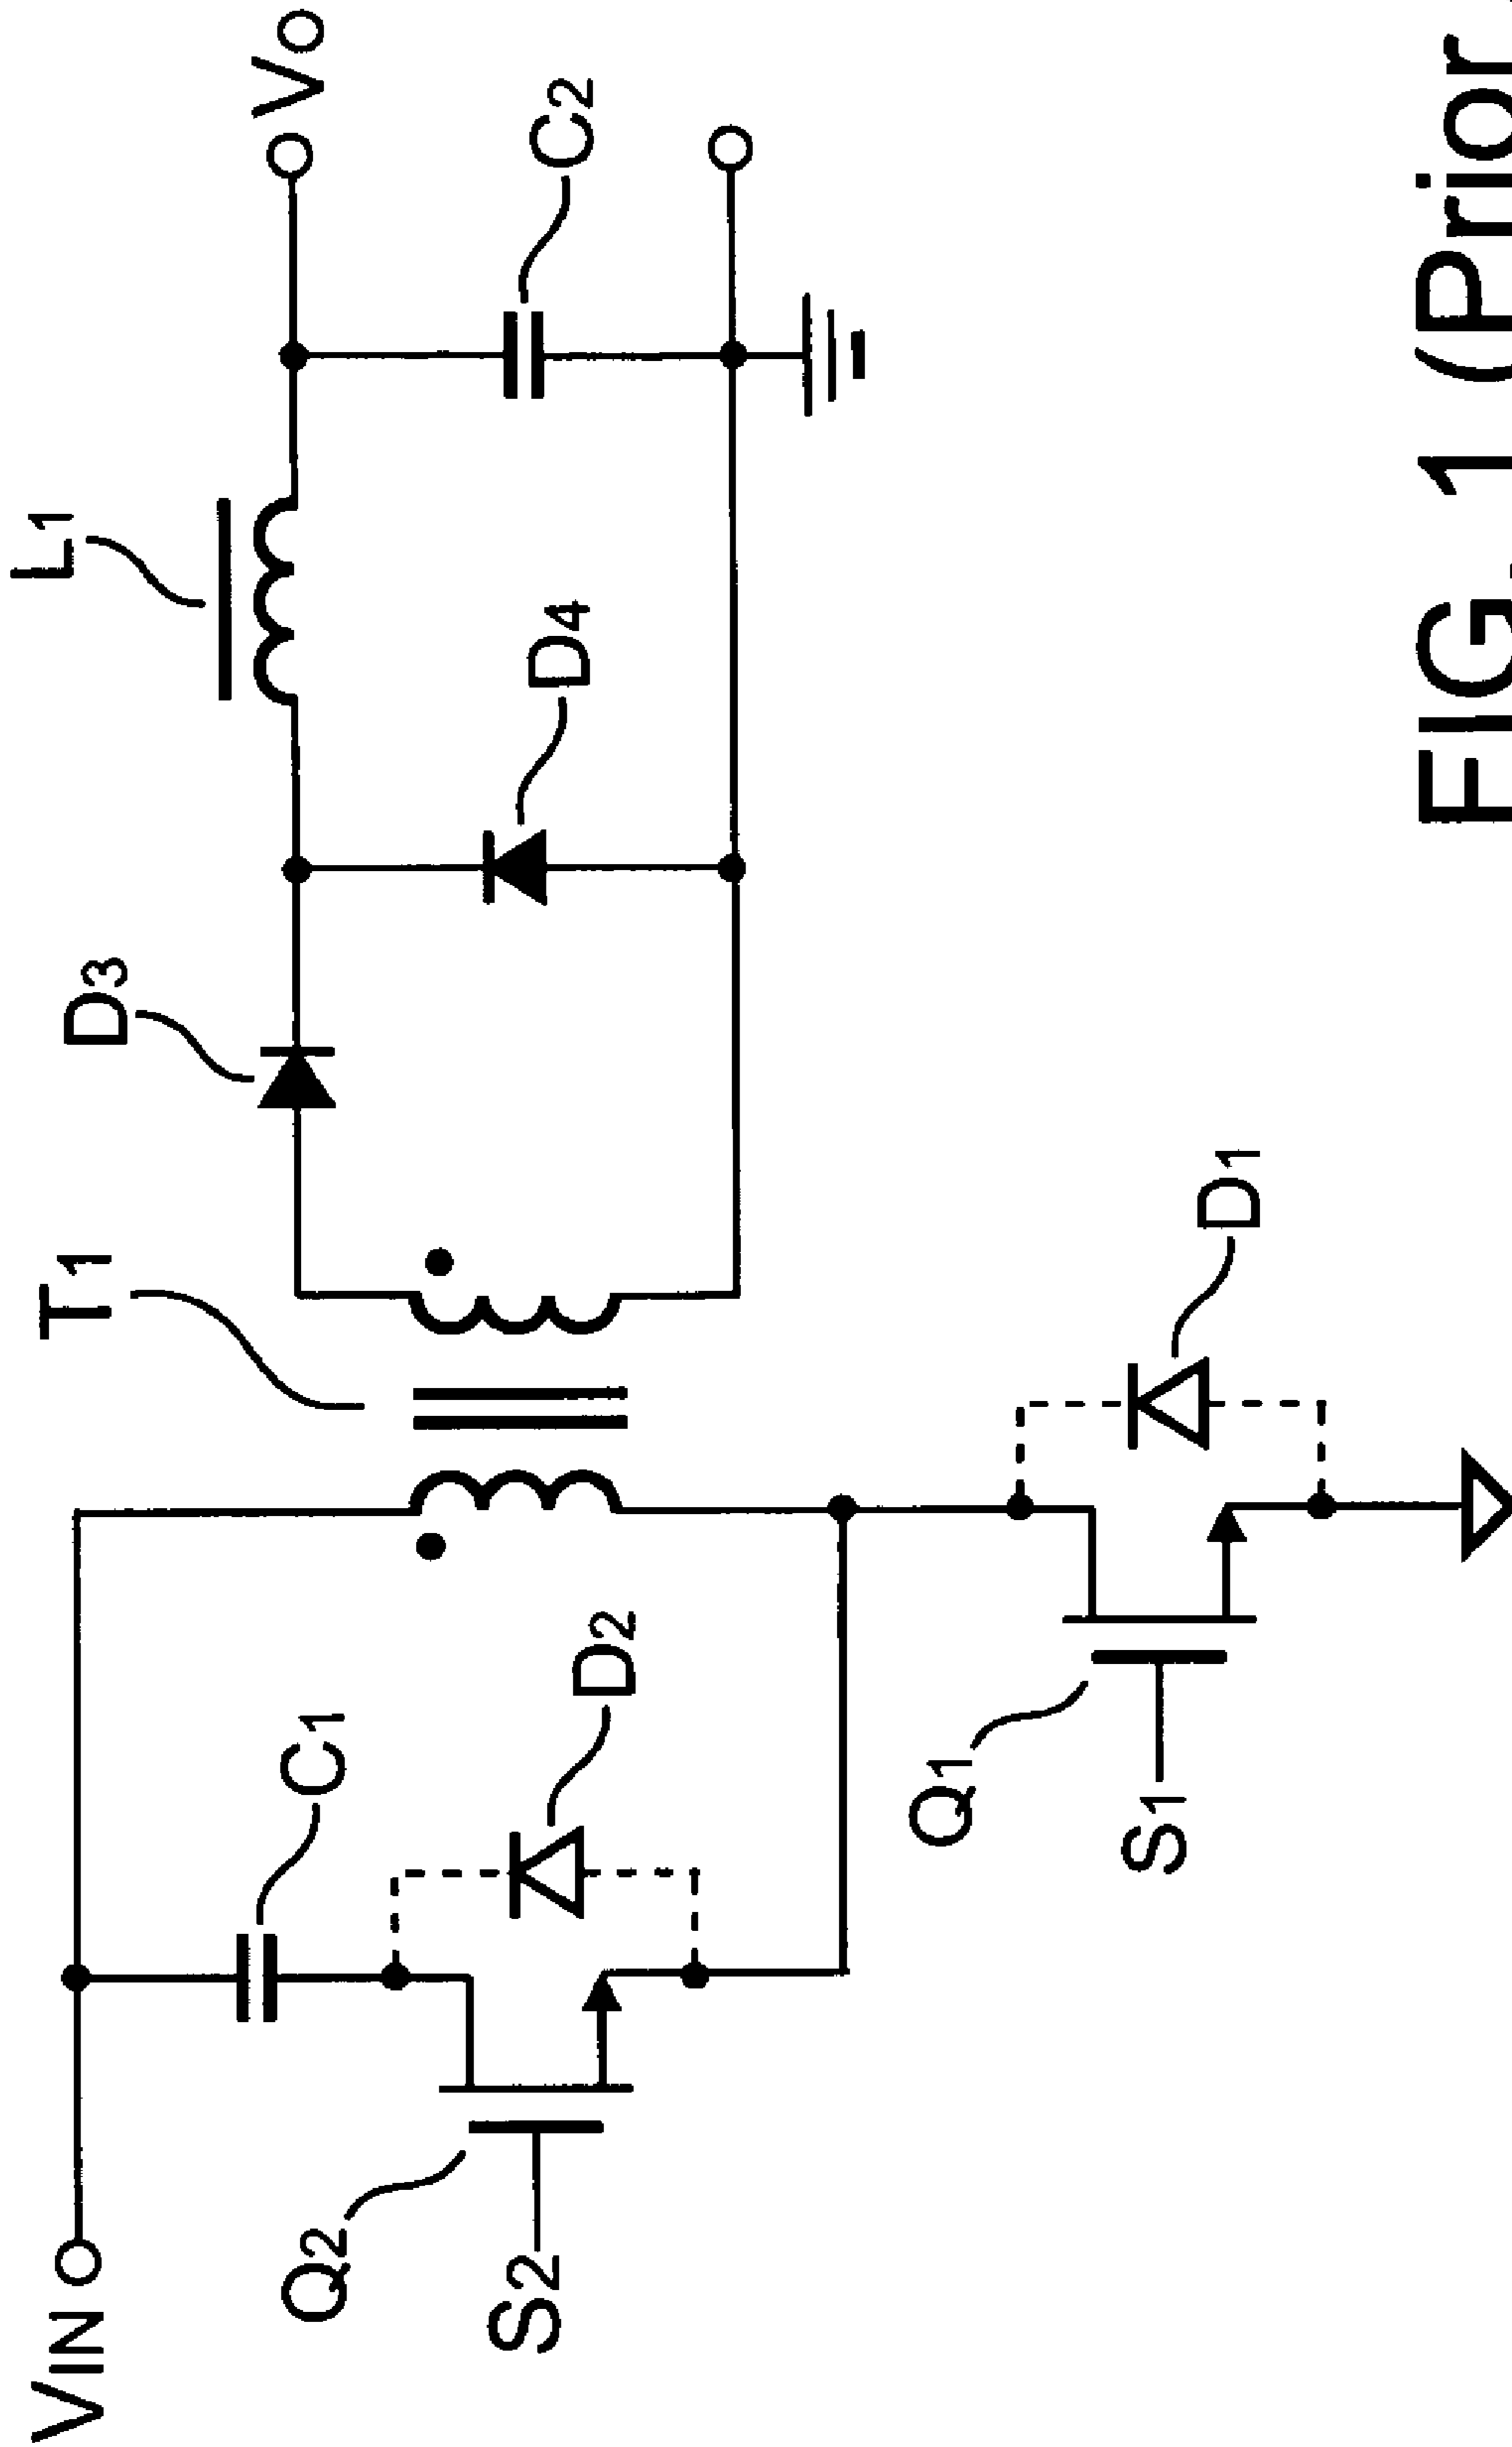 VIN
C1
Q2
S2
D2
T1
Q1
S1
D1
D3
D4
L1
C2
VO
FIG. 1 (Prior